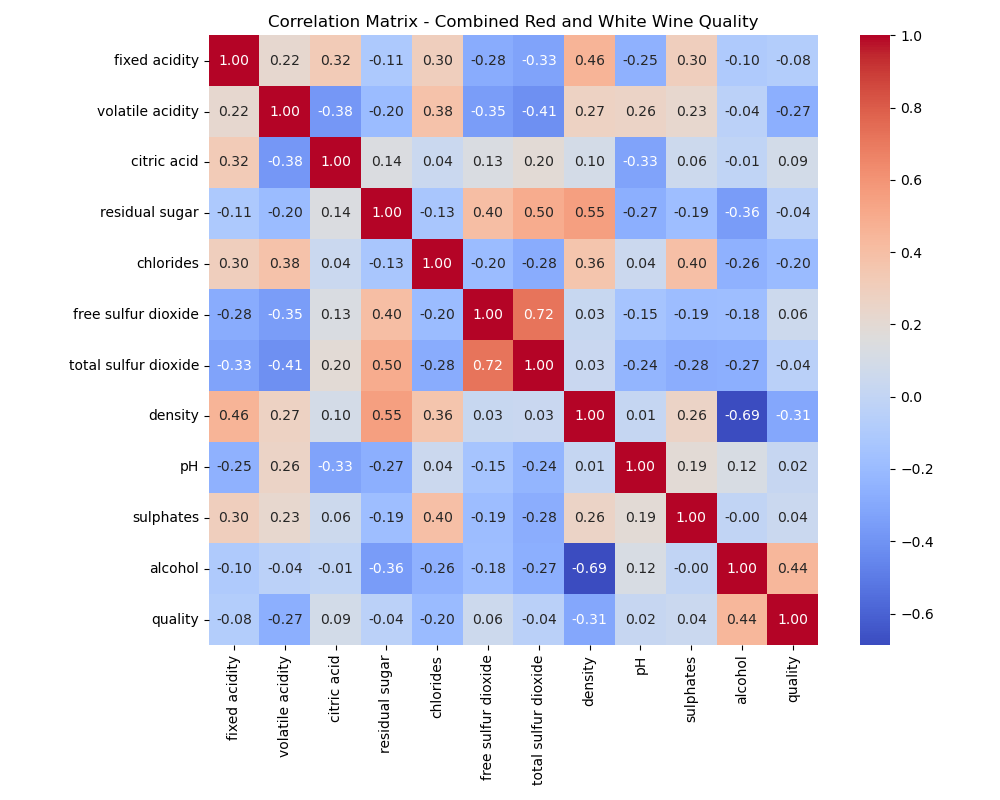 Correlation Matrix - Combined Red and White Wine Quality
fixed acidity 1.00 0.22 0.32 -0.11 0.30 -0.28 -0.33 0.46 -0.25 0.30 -0.10 -0.08
volatile acidity 0.22 1.00 -0.38 -0.20 0.38 -0.35 -0.41 0.27 0.26 0.23 -0.04 -0.27
citric acid 0.32 -0.38 1.00 0.14 0.04 0.13 0.20 0.10 -0.33 0.06 -0.01 0.09
residual sugar -0.11 -0.20 0.14 1.00 -0.13 0.40 0.50 0.55 -0.27 -0.19 -0.36 -0.04
chlorides 0.30 0.38 0.04 -0.13 1.00 -0.20 -0.28 0.36 0.04 0.40 -0.26 -0.20
free sulfur dioxide -0.28 -0.35 0.13 0.40 -0.20 1.00 0.72 0.03 -0.15 -0.19 -0.18 0.06
total sulfur dioxide -0.33 -0.41 0.20 0.50 -0.28 0.72 1.00 0.03 -0.24 -0.28 -0.27 -0.04
density 0.46 0.27 0.10 0.55 0.36 0.03 0.03 1.00 0.01 0.26 -0.69 -0.31
pH -0.25 0.26 -0.33 -0.27 0.04 -0.15 -0.24 0.01 1.00 0.19 0.12 0.02
sulphates 0.30 0.23 0.06 -0.19 0.40 -0.19 -0.28 0.26 0.19 1.00 -0.00 0.04
alcohol -0.10 -0.04 -0.01 -0.36 -0.26 -0.18 -0.27 -0.69 0.12 -0.00 1.00 0.44
quality -0.08 -0.27 0.09 -0.04 -0.20 0.06 -0.04 -0.31 0.02 0.04 0.44 1.00
fixed acidity
volatile acidity
citric acid
residual sugar
chlorides
free sulfur dioxide
total sulfur dioxide
density
pH
sulphates
alcohol
quality
1.0
0.8
0.6
0.4
0.2
0.0
−0.2
−0.4
−0.6